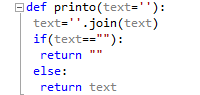 def printo(text=''):
 text=''.join(text)
 if(text==""):
  return ""
 else:
  return text